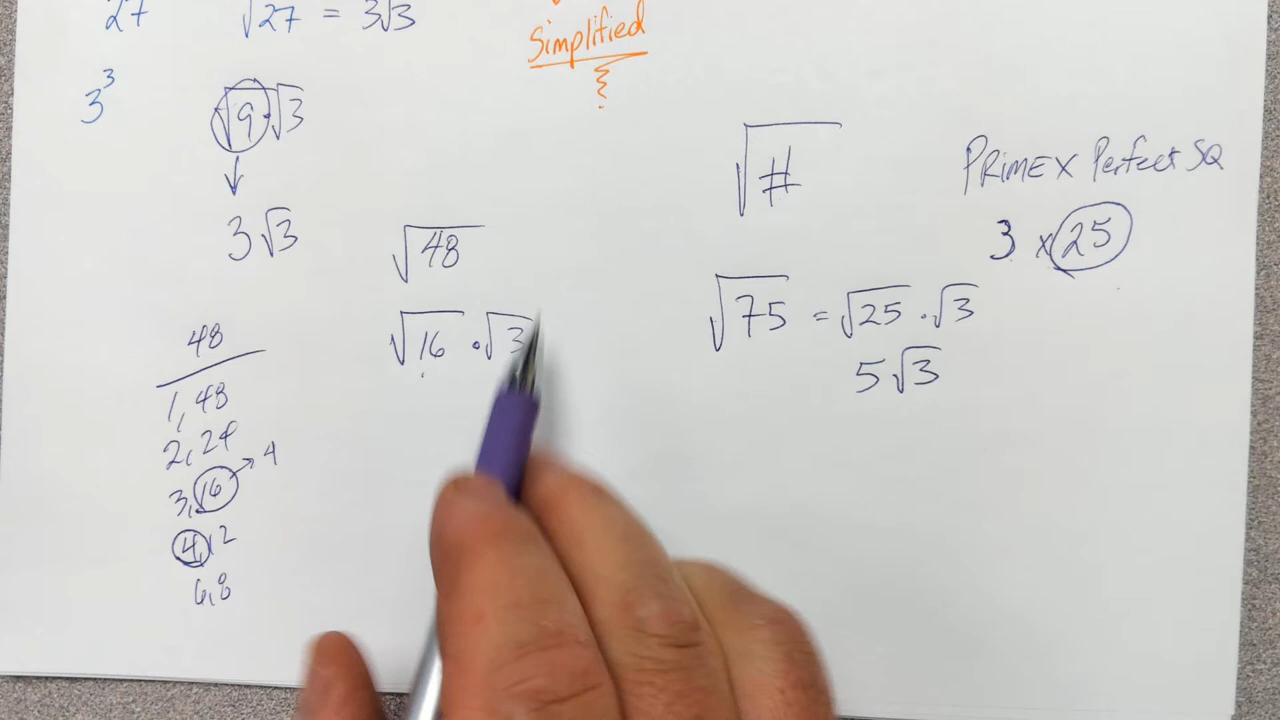 27
√27 = 3√3
Simplified
3³
√9 √3
3√3
√48
√16 · √3
48
1, 48
2, 24
3, 16 → 4
4, 12
6, 8
√#
PRIME X Perfect SQ
3 x 25
√75 = √25 · √3
5√3